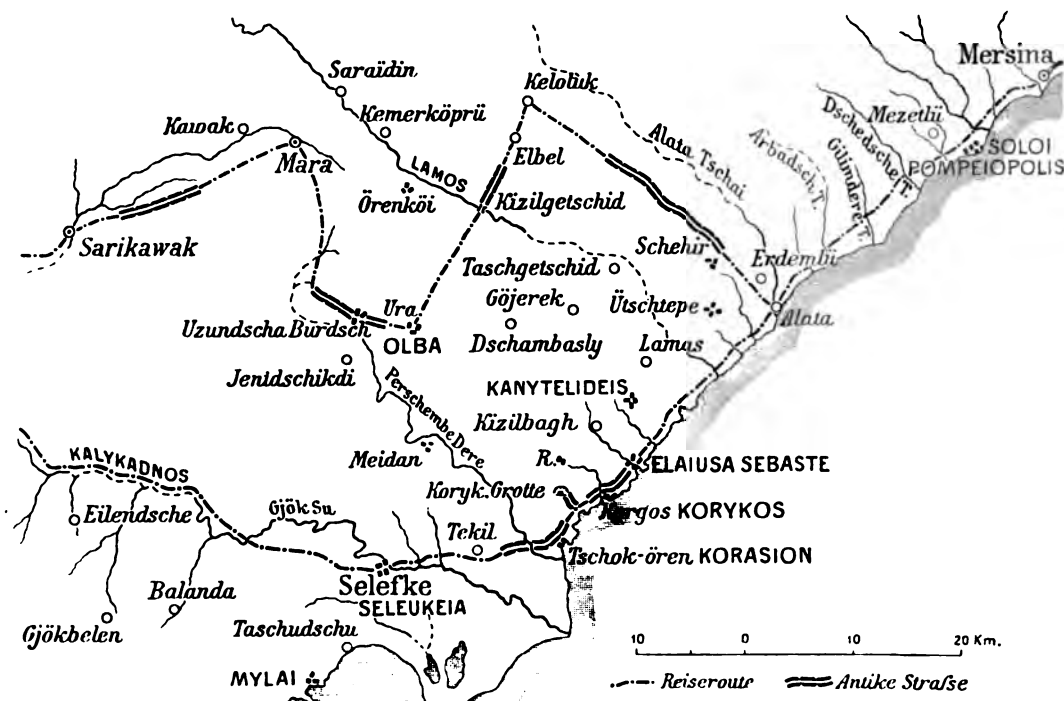 Mersina
Saraïdin
Kelolük
Kemerköprü
Dschedsche T.
Mezetlü
Kawak
Elbel
Alata Tschai
Arbadsch. T.
Gilindere T.
SOLOI
POMPEIOPOLIS
Mara
LAMOS
Örenköi
Kizilgetschid
Sarikawak
Schehir
Erdemlü
Taschgetschid
Ura
Göjerek
Ütschtepe
Alata
Uzundscha Burdsch
OLBA
Dschambasly
Lamas
Jenidschikdi
Perschembe Dere
KANYTELIDEIS
Kizilbagh
KALYKADNOS
Meidan
R.
ELAIUSA SEBASTE
Koryk. Grotte
Eilendsche
Gjök Su
KORYKOS
Tekil
Tschok-ören KORASION
Selefke
SELEUKEIA
Balanda
Gjökbelen
Taschudschu
MYLAI
10 0 10 20 Km.
Reiseroute Antike Straſse